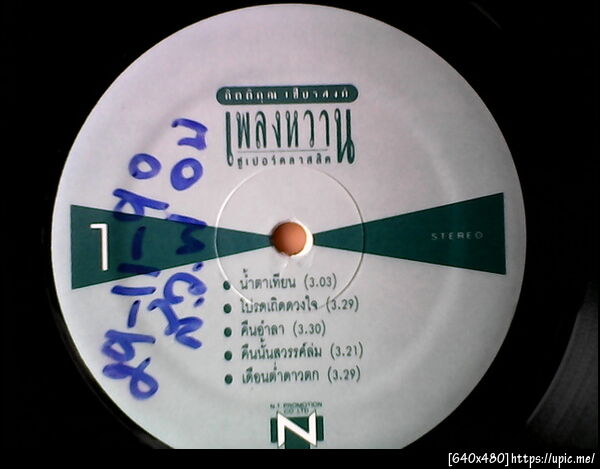 กิตติคุณ เชียรสงค์
เพลงหวาน
ซูเปอร์คลาสสิค
1
STEREO
น้ำตาเทียน (3.03)
โปรดเถิดดวงใจ (3.29)
คืนอำลา (3.30)
คืนนั้นสวรรค์ล่ม (3.21)
เดือนต่ำดาวตก (3.29)
N.T. PROMOTION
CO.LTD
N
[640x480]https://upic.me/